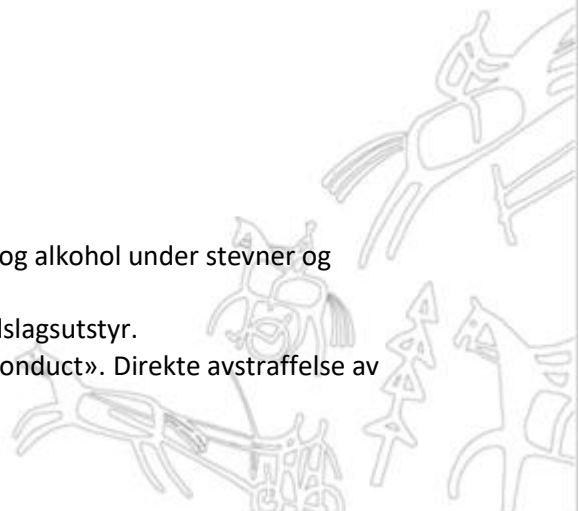 og alkohol under stevner og
lslagsutstyr.
onduct». Direkte avstraffelse av